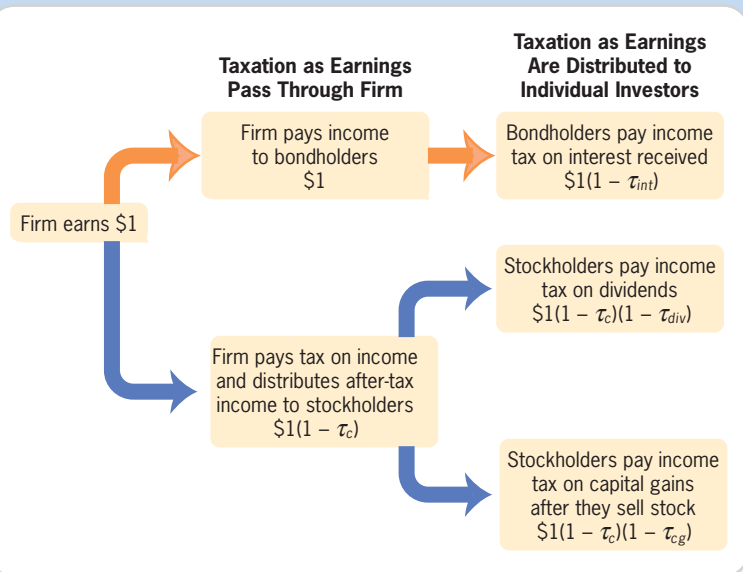 Taxation as Earnings
Pass Through Firm
Taxation as Earnings
Are Distributed to
Individual Investors
Firm earns $1
Firm pays income
to bondholders
$1
Bondholders pay income
tax on interest received
$1(1 − τint)
Firm pays tax on income
and distributes after-tax
income to stockholders
$1(1 − τc)
Stockholders pay income
tax on dividends
$1(1 − τc)(1 − τdiv)
Stockholders pay income
tax on capital gains
after they sell stock
$1(1 − τc)(1 − τcg)